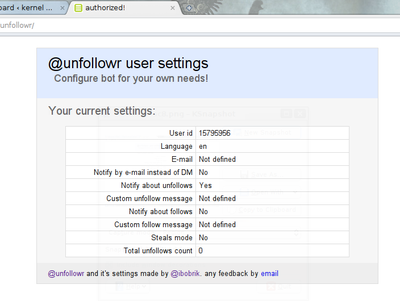 board ‹ kernel ...
authorized!
unfollowr/
@unfollowr user settings
Configure bot for your own needs!
Your current settings:
User id 15795956
Language en
E-mail Not defined
Notify by e-mail instead of DM No
Notify about unfollows Yes
Custom unfollow message Not defined
Notify about follows No
Custom follow message Not defined
Steals mode No
Total unfollows count 0
@unfollowr and it's settings made by @ibobrik. any feedback by email